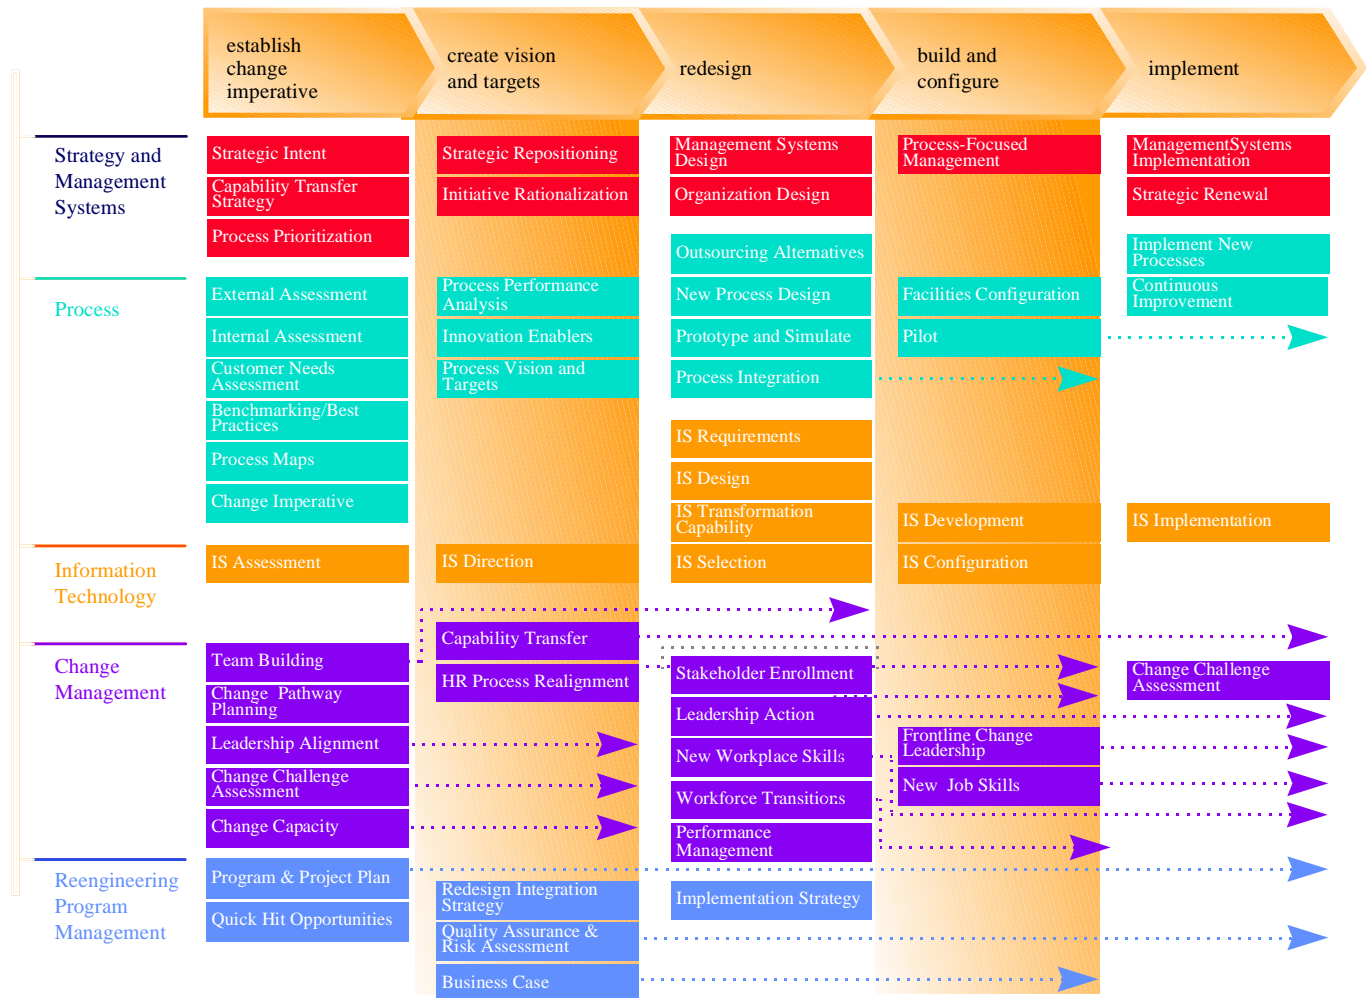 establish
change
imperative
create vision
and targets
redesign
build and
configure
implement
Strategy and
Management
Systems
Strategic Intent
Capability Transfer
Strategy
Process Prioritization
Strategic Repositioning
Initiative Rationalization
Management Systems
Design
Organization Design
Process-Focused
Management
ManagementSystems
Implementation
Strategic Renewal
Process
External Assessment
Internal Assessment
Customer Needs
Assessment
Benchmarking/Best
Practices
Process Maps
Change Imperative
Process Performance
Analysis
Innovation Enablers
Process Vision and
Targets
Outsourcing Alternatives
New Process Design
Prototype and Simulate
Process Integration
Facilities Configuration
Pilot
Implement New
Processes
Continuous
Improvement
Information
Technology
IS Assessment
IS Direction
IS Requirements
IS Design
IS Transformation
Capability
IS Selection
IS Development
IS Configuration
IS Implementation
Change
Management
Team Building
Change Pathway
Planning
Leadership Alignment
Change Challenge
Assessment
Change Capacity
Capability Transfer
HR Process Realignment
Stakeholder Enrollment
Leadership Action
New Workplace Skills
Workforce Transitions
Performance
Management
Frontline Change
Leadership
New Job Skills
Change Challenge
Assessment
Reengineering
Program
Management
Program & Project Plan
Quick Hit Opportunities
Redesign Integration
Strategy
Quality Assurance &
Risk Assessment
Business Case
Implementation Strategy